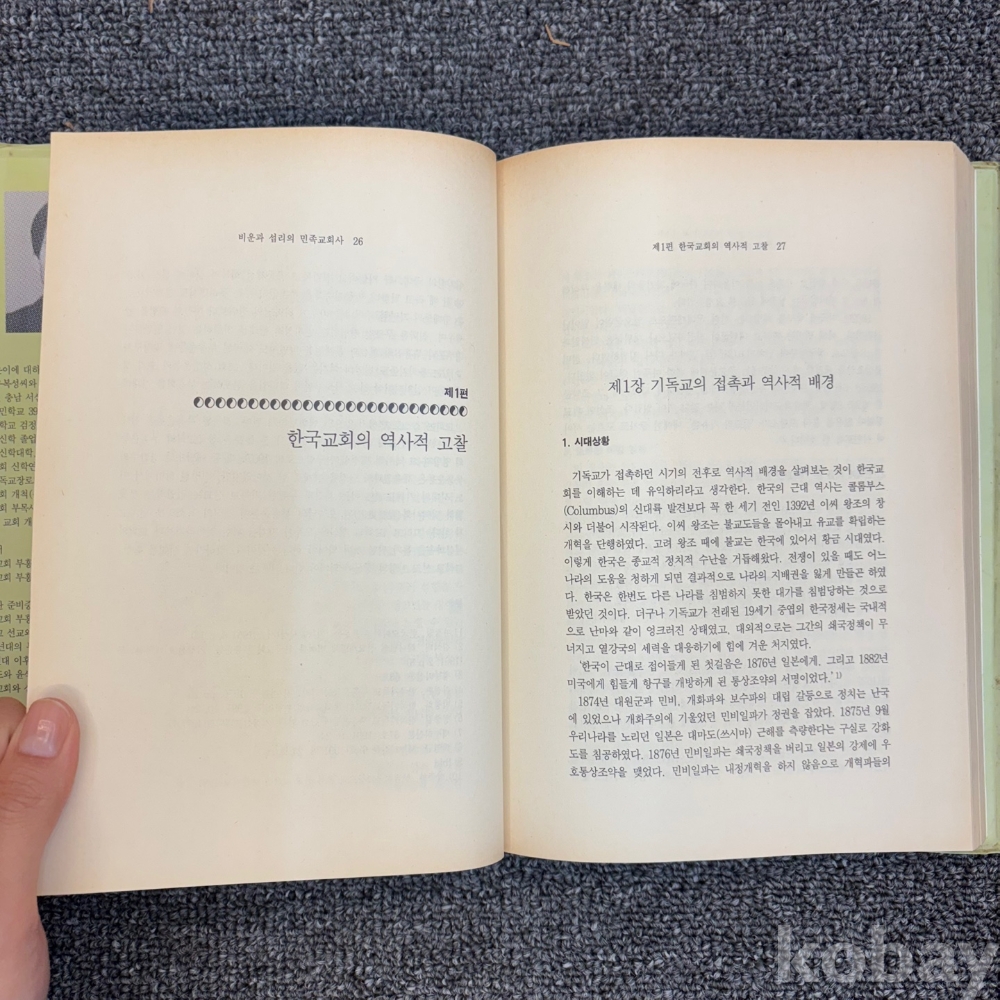 비운과 섭리의 민족교회사 26
제1편
한국교회의 역사적 고찰
제1편 한국교회의 역사적 고찰 27
제1장 기독교의 접촉과 역사적 배경
1. 시대상황
기독교가 접촉하던 시기의 전후로 역사적 배경을 살펴보는 것이 한국교
회를 이해하는 데 유익하리라고 생각한다. 한국의 근대 역사는 콜롬부스
(Columbus)의 신대륙 발견보다 꼭 한 세기 전인 1392년 이씨 왕조의 창
시와 더불어 시작된다. 이씨 왕조는 불교도들을 몰아내고 유교를 확립하는
개혁을 단행하였다. 고려 왕조 때에 불교는 한국에 있어서 황금 시대였다.
이렇게 한국은 종교적 정치적 수난을 거듭해왔다. 전쟁이 있을 때도 어느
나라의 도움을 청하게 되면 결과적으로 나라의 지배권을 잃게 만들곤 하였
다. 한국은 한번도 다른 나라를 침범하지 못한 대가를 침범당하는 것으로
받았던 것이다. 더구나 기독교가 전래된 19세기 중엽의 한국정세는 국내적
으로 난마와 같이 엉크러진 상태였고, 대외적으로는 그간의 쇄국정책이 무
너지고 열강국의 세력을 대응하기에 힘에 겨운 처지였다.
'한국이 근대로 접어들게 된 첫걸음은 1876년 일본에게, 그리고 1882년
미국에게 힘들게 항구를 개방하게 된 통상조약의 서명이었다.'1)
1874년 대원군과 민비, 개화파와 보수파의 대립 갈등으로 정치는 난국
에 있었으나 개화주의에 기울었던 민비일파가 정권을 잡았다. 1875년 9월
우리나라를 노리던 일본은 대마도(쓰시마) 근해를 측량한다는 구실로 강화
도를 침공하였다. 1876년 민비일파는 쇄국정책을 버리고 일본의 강제에 우
호통상조약을 맺었다. 민비일파는 내정개혁을 하지 않음으로 개혁파들의
kobay